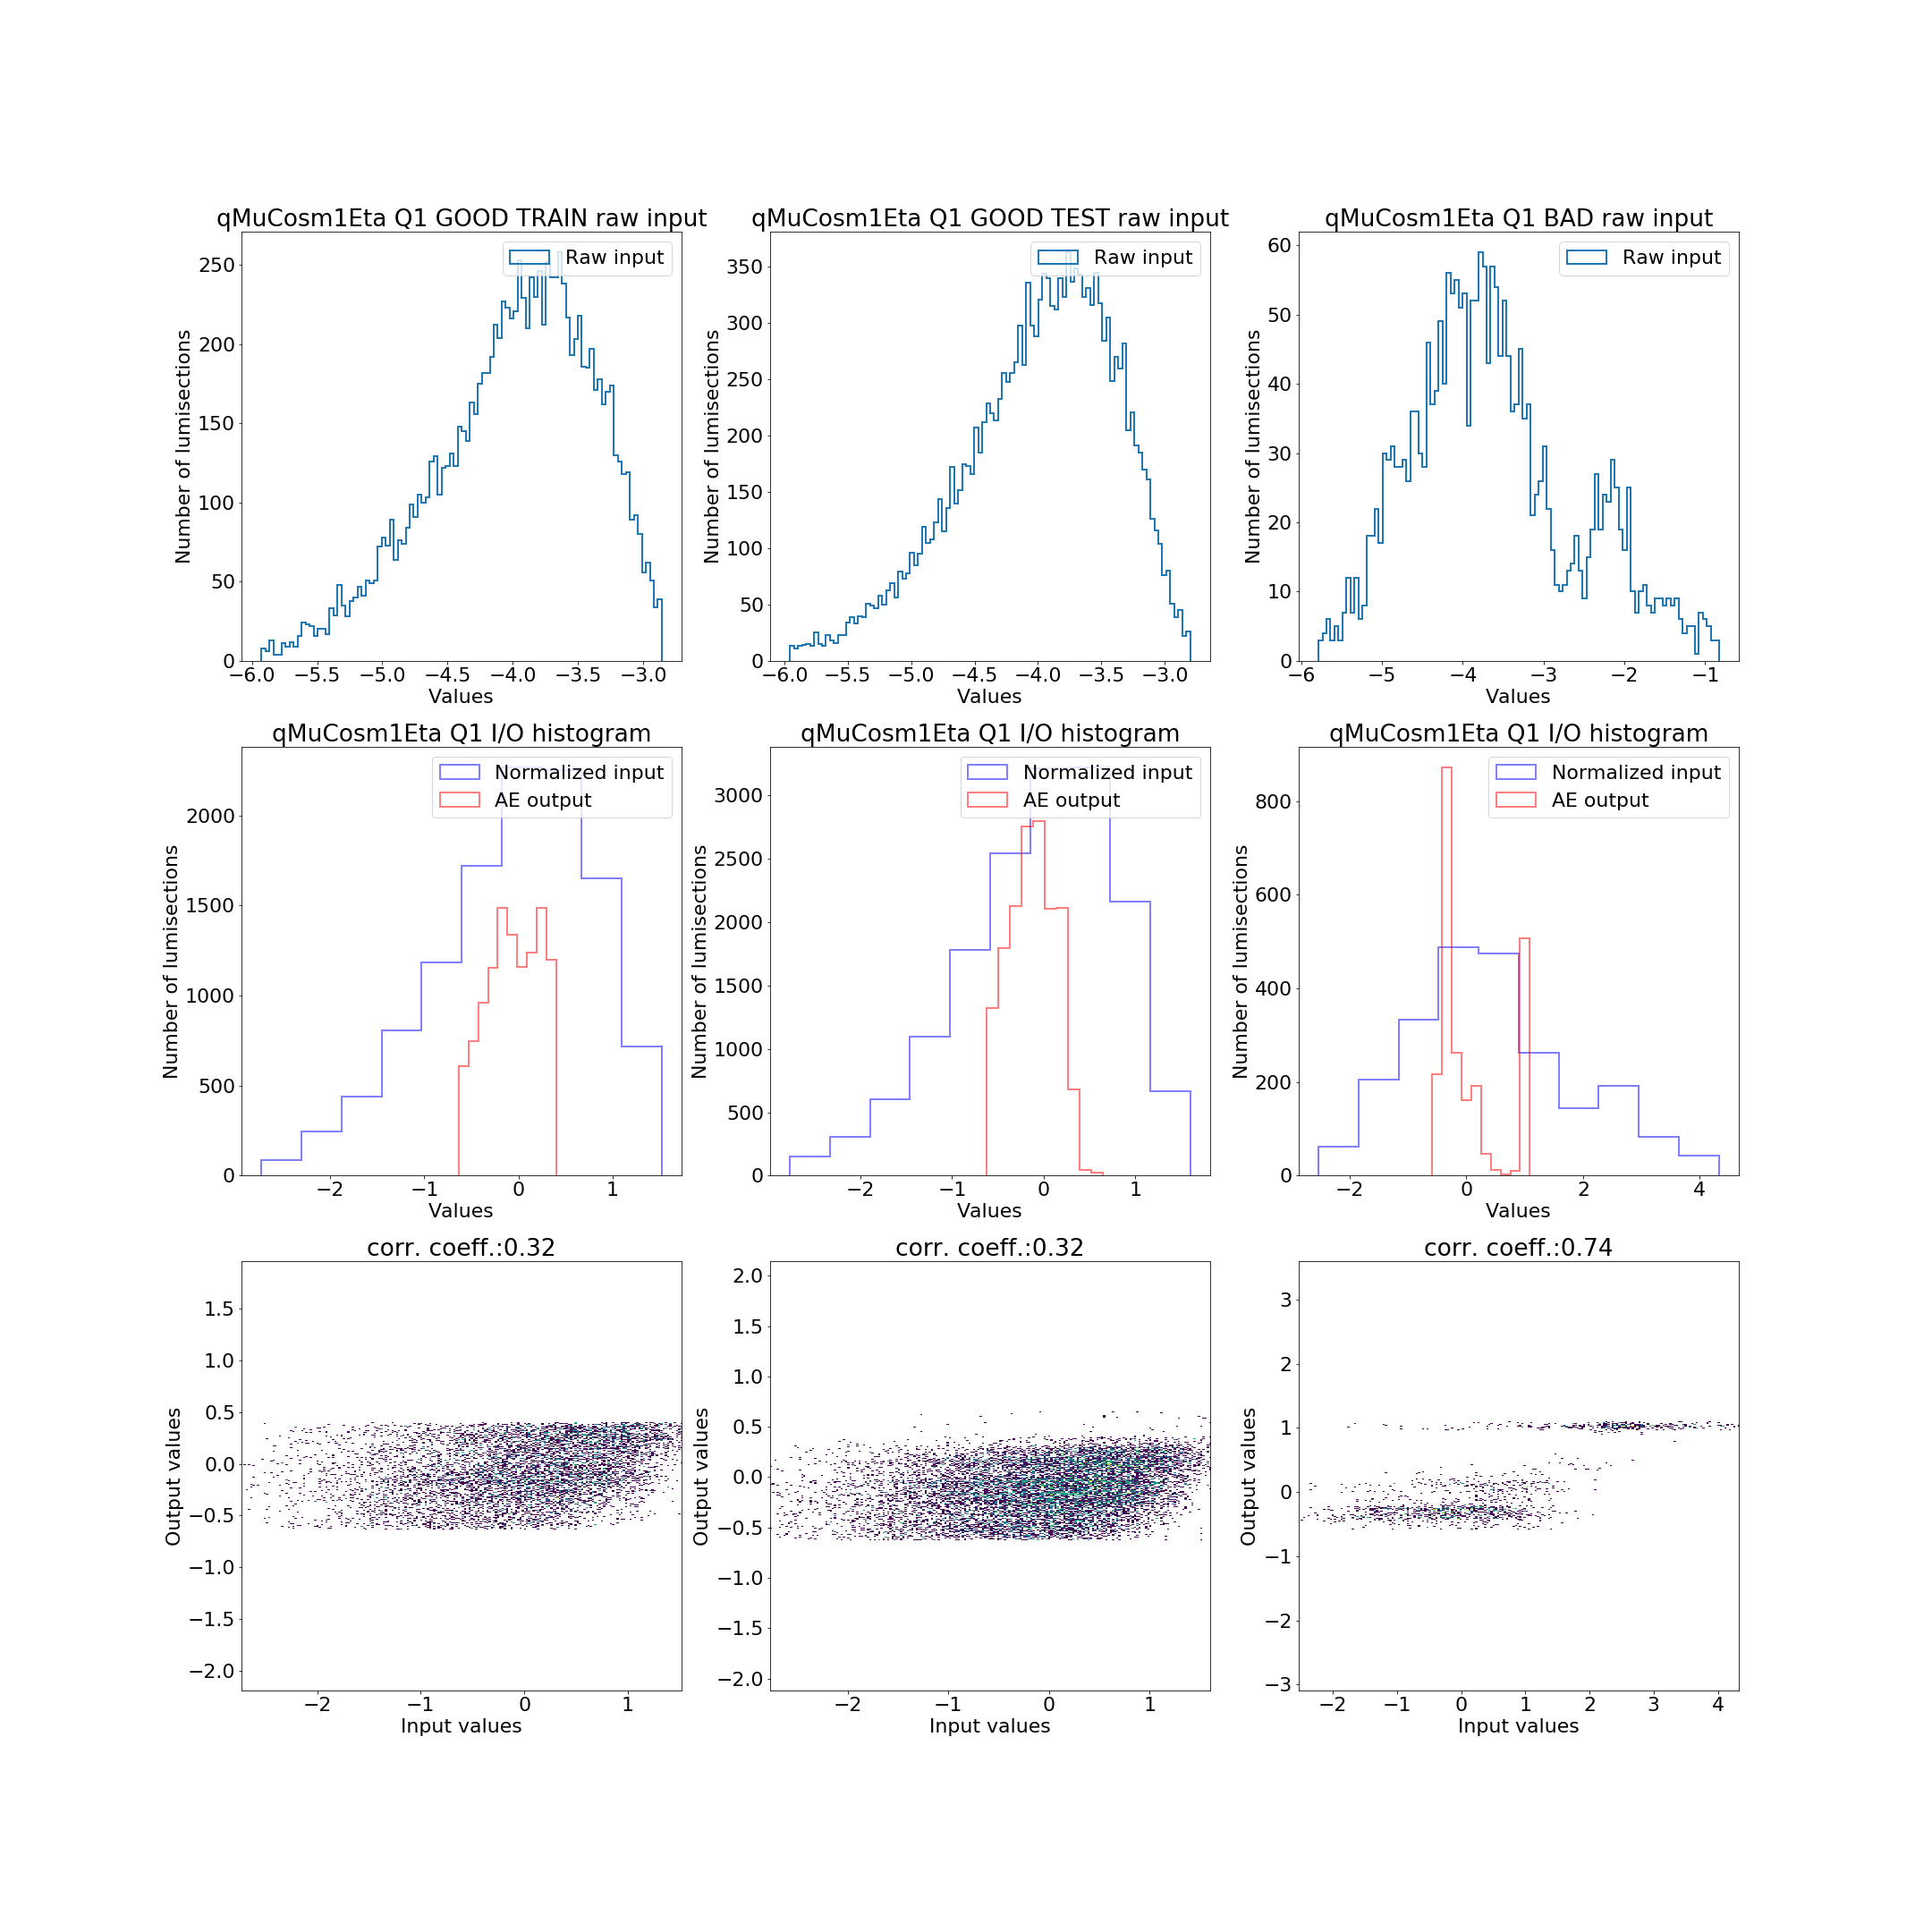 qMuCosm1Eta Q1 GOOD TRAIN raw input
Raw input
250
200
150
100
50
0
Number of lumisections
−6.0 −5.5 −5.0 −4.5 −4.0 −3.5 −3.0
Values
qMuCosm1Eta Q1 GOOD TEST raw input
Raw input
350
300
250
200
150
100
50
0
Number of lumisections
−6.0 −5.5 −5.0 −4.5 −4.0 −3.5 −3.0
Values
qMuCosm1Eta Q1 BAD raw input
Raw input
60
50
40
30
20
10
0
Number of lumisections
−6 −5 −4 −3 −2 −1
Values
qMuCosm1Eta Q1 I/O histogram
Normalized input
AE output
2000
1500
1000
500
0
Number of lumisections
−2 −1 0 1
Values
qMuCosm1Eta Q1 I/O histogram
Normalized input
AE output
3000
2500
2000
1500
1000
500
0
Number of lumisections
−2 −1 0 1
Values
qMuCosm1Eta Q1 I/O histogram
Normalized input
AE output
800
600
400
200
0
Number of lumisections
−2 0 2 4
Values
corr. coeff.:0.32
1.5
1.0
0.5
0.0
−0.5
−1.0
−1.5
−2.0
Output values
−2 −1 0 1
Input values
corr. coeff.:0.32
2.0
1.5
1.0
0.5
0.0
−0.5
−1.0
−1.5
−2.0
Output values
−2 −1 0 1
Input values
corr. coeff.:0.74
3
2
1
0
−1
−2
−3
Output values
−2 −1 0 1 2 3 4
Input values